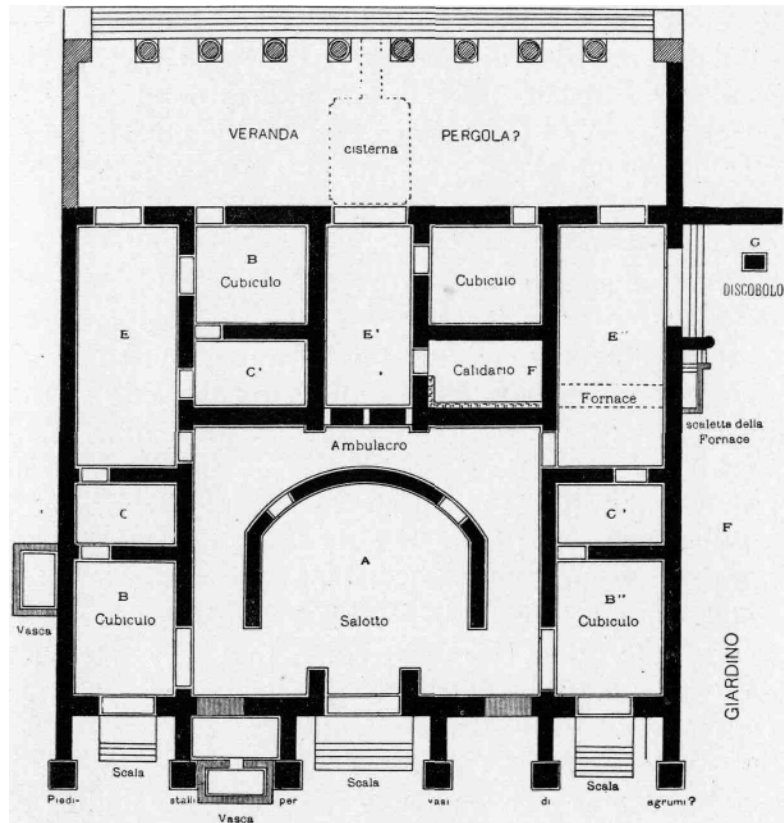 VERANDA PERGOLA?
cisterna
G
DISCOBOLO
B
Cubiculo
Cubiculo
E
E'
E"
C'
Calidario F
Fornace
scaletta della
Fornace
Ambulacro
C
C'
F
A
B
Cubiculo
Salotto
B"
Cubiculo
Vasca
GIARDINO
Scala
Scala
Scala
Piedi- stalli per vasi di agrumi?
Vasca